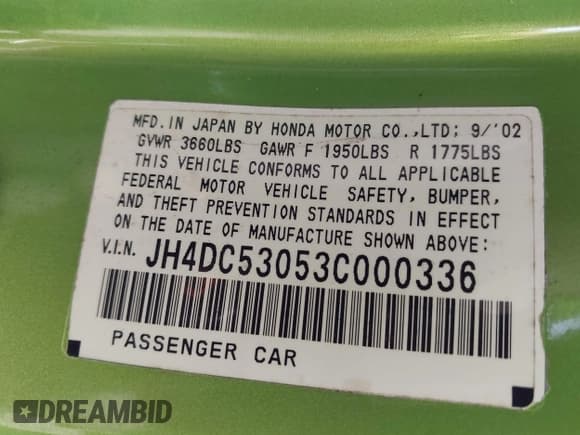 MFD. IN JAPAN BY HONDA MOTOR CO.,LTD; 9/'02
GVWR 3660LBS GAWR F 1950LBS R 1775LBS
THIS VEHICLE CONFORMS TO ALL APPLICABLE
FEDERAL MOTOR VEHICLE SAFETY, BUMPER,
AND THEFT PREVENTION STANDARDS IN EFFECT
ON THE DATE OF MANUFACTURE SHOWN ABOVE:
V.I.N. JH4DC53053C000336
PASSENGER CAR
DREAMBID